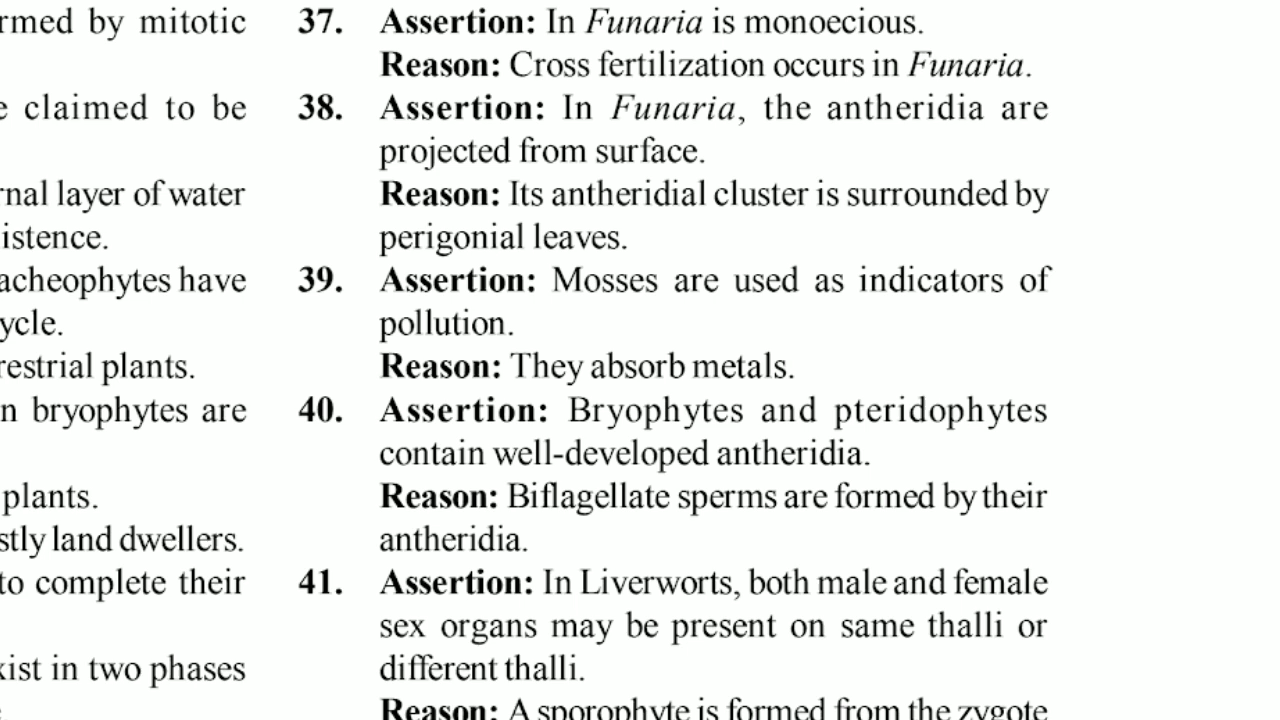 rmed by mitotic
e claimed to be
rnal layer of water
istence.
acheophytes have
ycle.
restrial plants.
n bryophytes are
plants.
stly land dwellers.
to complete their
xist in two phases
37. Assertion: In Funaria is monoecious.
Reason: Cross fertilization occurs in Funaria.
38. Assertion: In Funaria, the antheridia are
projected from surface.
Reason: Its antheridial cluster is surrounded by
perigonial leaves.
39. Assertion: Mosses are used as indicators of
pollution.
Reason: They absorb metals.
40. Assertion: Bryophytes and pteridophytes
contain well-developed antheridia.
Reason: Biflagellate sperms are formed by their
antheridia.
41. Assertion: In Liverworts, both male and female
sex organs may be present on same thalli or
different thalli.
Reason: A sporophyte is formed from the zygote